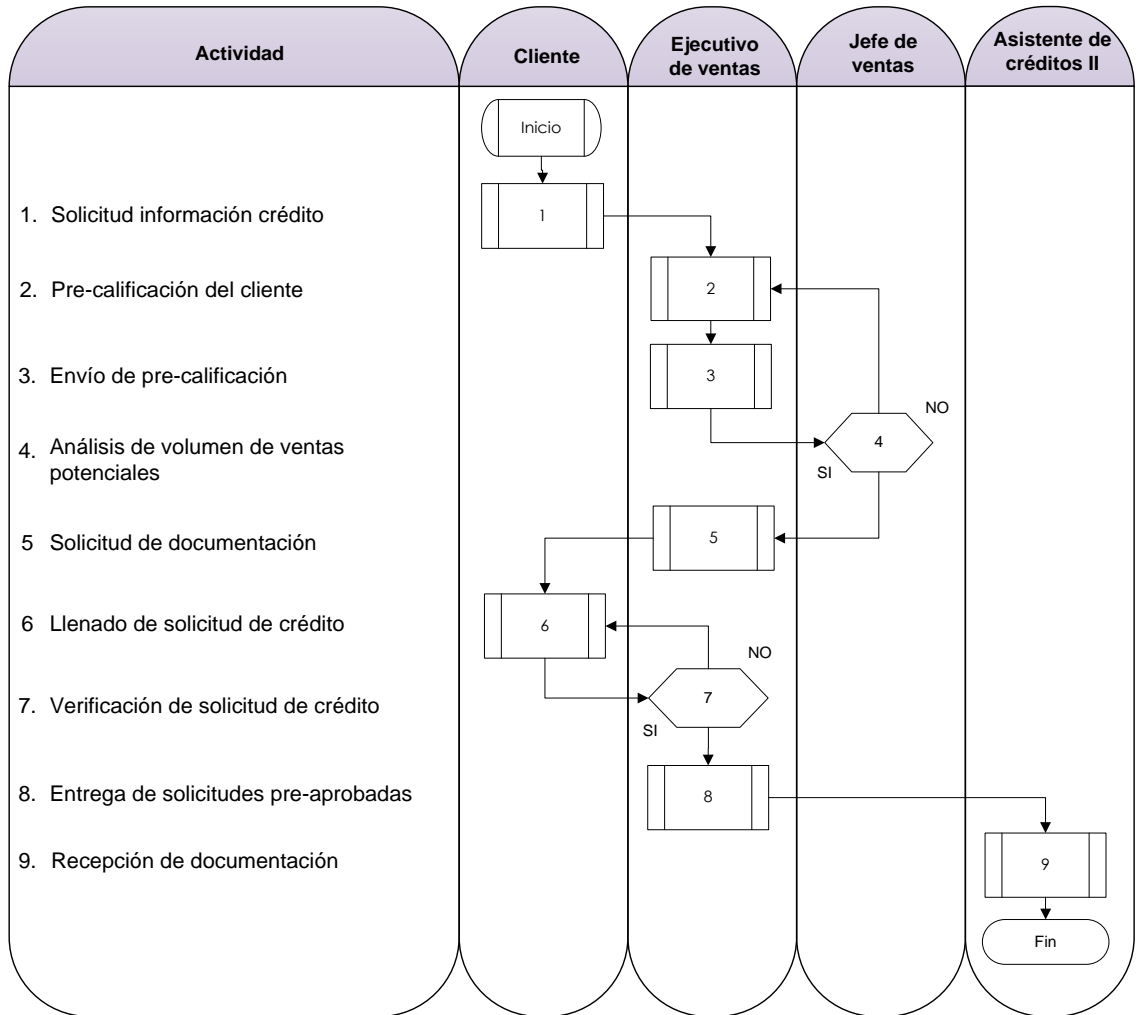 Actividad
Cliente
Ejecutivo
de ventas
Jefe de
ventas
Asistente de
créditos II
Inicio
1. Solicitud información crédito
1
2. Pre-calificación del cliente
2
3. Envío de pre-calificación
3
NO
4. Análisis de volumen de ventas
potenciales
4
SI
5 Solicitud de documentación
5
6 Llenado de solicitud de crédito
6
NO
7. Verificación de solicitud de crédito
7
SI
8. Entrega de solicitudes pre-aprobadas
8
9. Recepción de documentación
9
Fin